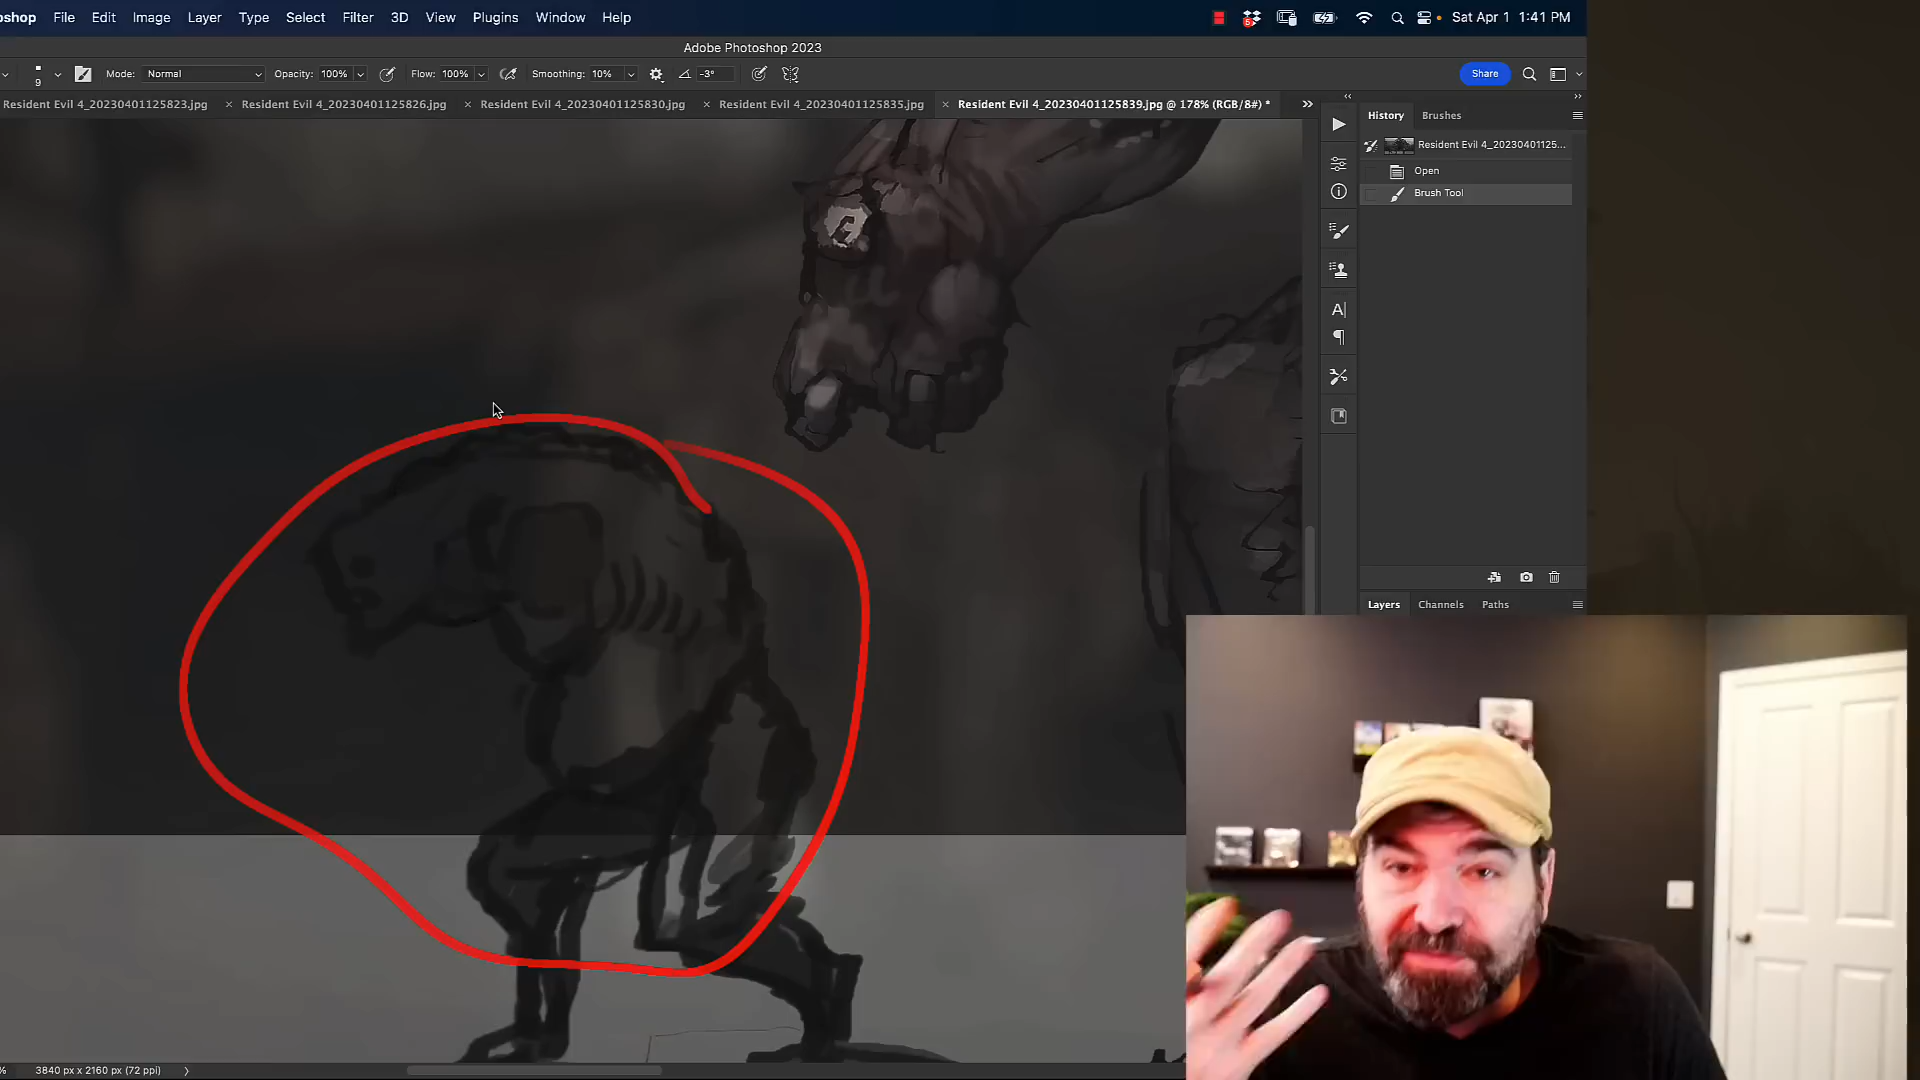 oshop File Edit Image Layer Type Select Filter 3D View Plugins Window Help Sat Apr 1 1:41 PM
Adobe Photoshop 2023
9 Mode: Normal Opacity: 100% Flow: 100% Smoothing: 10% -3° Share
Resident Evil 4_20230401125823.jpg × Resident Evil 4_20230401125826.jpg × Resident Evil 4_20230401125830.jpg × Resident Evil 4_20230401125835.jpg × Resident Evil 4_20230401125839.jpg @ 178% (RGB/8#) *
History Brushes
Resident Evil 4_20230401125...
Open
Brush Tool
Layers Channels Paths
% 3840 px x 2160 px (72 ppi)